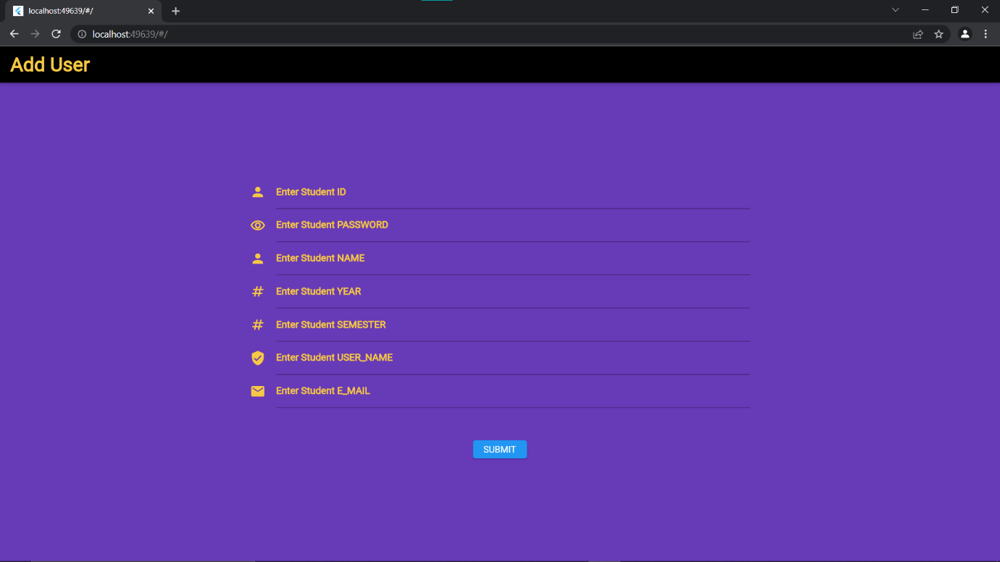 localhost:49639/#/
localhost:49639/#/
Add User
Enter Student ID
Enter Student PASSWORD
Enter Student NAME
Enter Student YEAR
Enter Student SEMESTER
Enter Student USER_NAME
Enter Student E_MAIL
SUBMIT